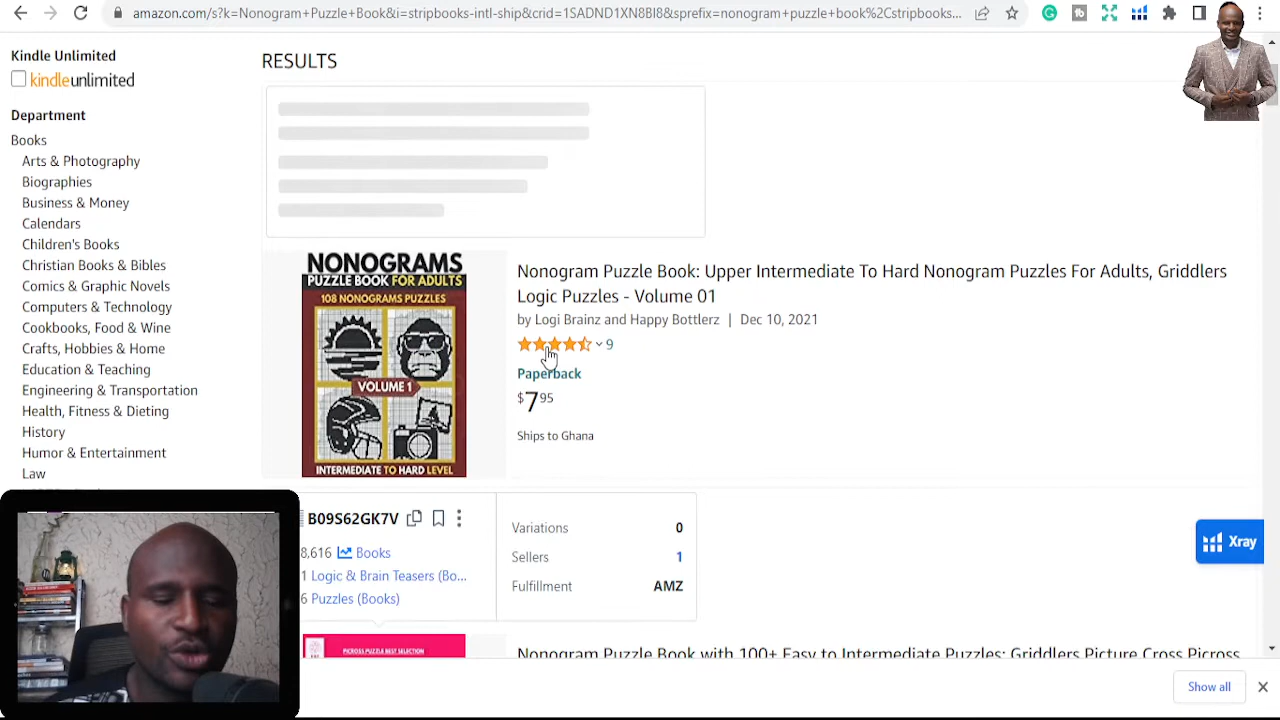 amazon.com/s?k=Nonogram+Puzzle+Book&i=stripbooks-intl-ship&crid=1SADND1XN8BI8&sprefix=nonogram+puzzle+book%2Cstripbooks...
Kindle Unlimited
kindleunlimited
Department
Books
Arts & Photography
Biographies
Business & Money
Calendars
Children's Books
Christian Books & Bibles
Comics & Graphic Novels
Computers & Technology
Cookbooks, Food & Wine
Crafts, Hobbies & Home
Education & Teaching
Engineering & Transportation
Health, Fitness & Dieting
History
Humor & Entertainment
Law
RESULTS
NONOGRAMS
PUZZLE BOOK FOR ADULTS
108 NONOGRAMS PUZZLES
VOLUME 1
INTERMEDIATE TO HARD LEVEL
Nonogram Puzzle Book: Upper Intermediate To Hard Nonogram Puzzles For Adults, Griddlers
Logic Puzzles - Volume 01
by Logi Brainz and Happy Bottlerz | Dec 10, 2021
9
Paperback
$7 95
Ships to Ghana
B09S62GK7V
8,616 Books
1 Logic & Brain Teasers (Bo...
6 Puzzles (Books)
Variations 0
Sellers 1
Fulfillment AMZ
Xray
PICROSS PUZZLE BEST SELECTION
Nonogram Puzzle Book with 100+ Easy to Intermediate Puzzles: Griddlers Picture Cross Picross
Show all